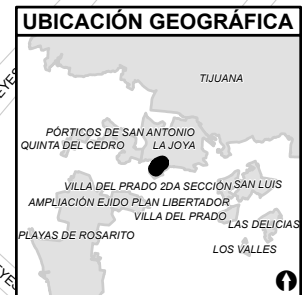 UBICACIÓN GEOGRÁFICA
TIJUANA
PÓRTICOS DE SAN ANTONIO
QUINTA DEL CEDRO LA JOYA
VILLA DEL PRADO 2DA SECCIÓN SAN LUIS
AMPLIACIÓN EJIDO PLAN LIBERTADOR
VILLA DEL PRADO
LAS DELICIAS
PLAYAS DE ROSARITO
LOS VALLES